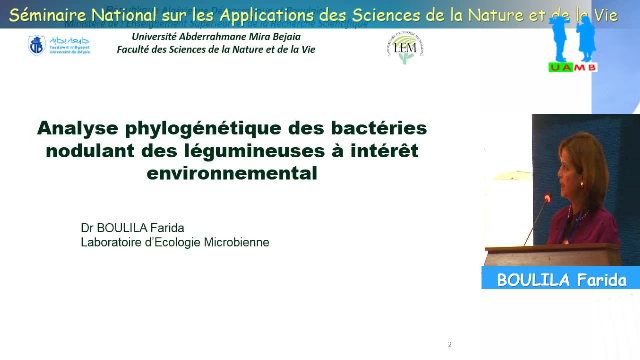 Séminaire National sur les Applications des Sciences de la Nature et de la Vie
Université Abderrahmane Mira Bejaia
Faculté des Sciences de la Nature et de la Vie
LEM
UAMB
Analyse phylogénétique des bactéries
nodulant des légumineuses à intérêt
environnemental
Dr BOULILA Farida
Laboratoire d'Ecologie Microbienne
BOULILA Farida
2